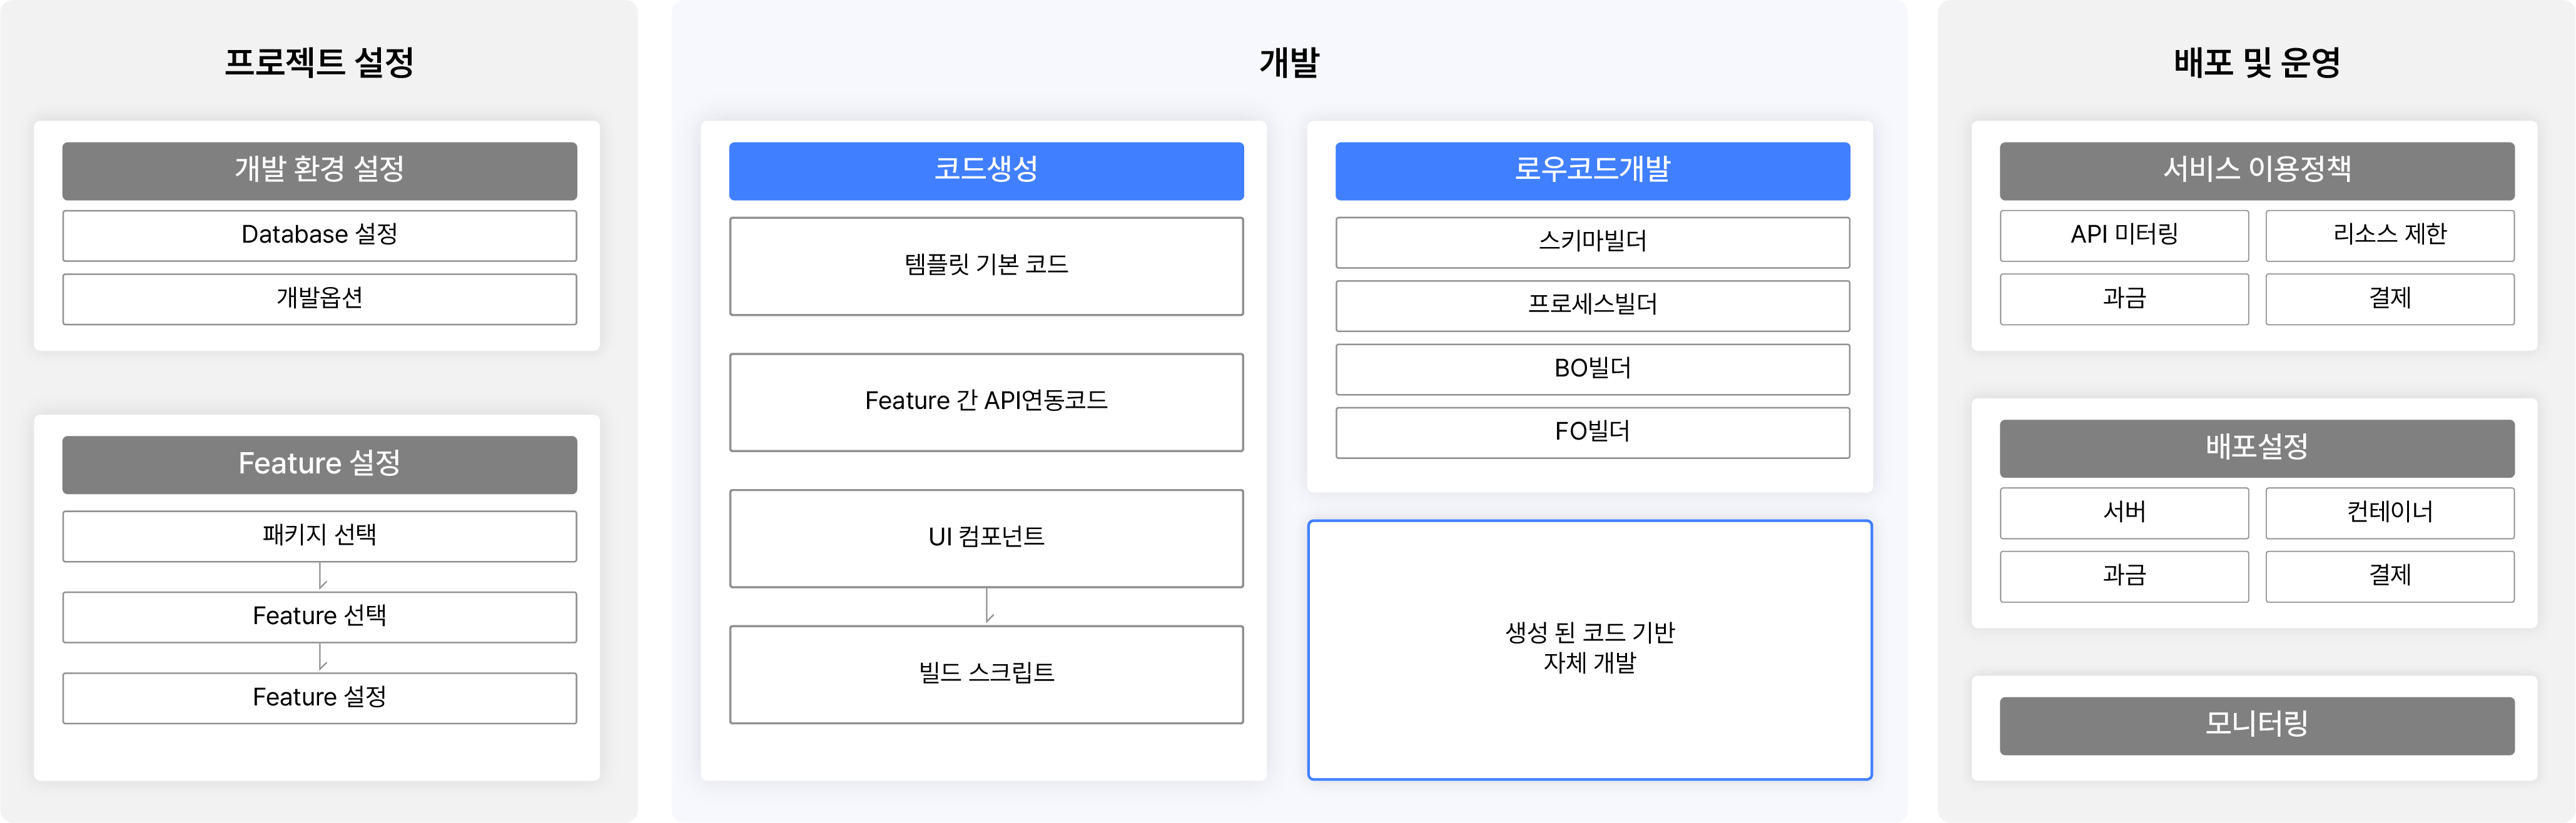 프로젝트 설정
개발 환경 설정
Database 설정
개발옵션
Feature 설정
패키지 선택
Feature 선택
Feature 설정
개발
코드생성
템플릿 기본 코드
Feature 간 API연동코드
UI 컴포넌트
빌드 스크립트
로우코드개발
스키마빌더
프로세스빌더
BO빌더
FO빌더
생성 된 코드 기반
자체 개발
배포 및 운영
서비스 이용정책
API 미터링
리소스 제한
과금
결제
배포설정
서버
컨테이너
과금
결제
모니터링